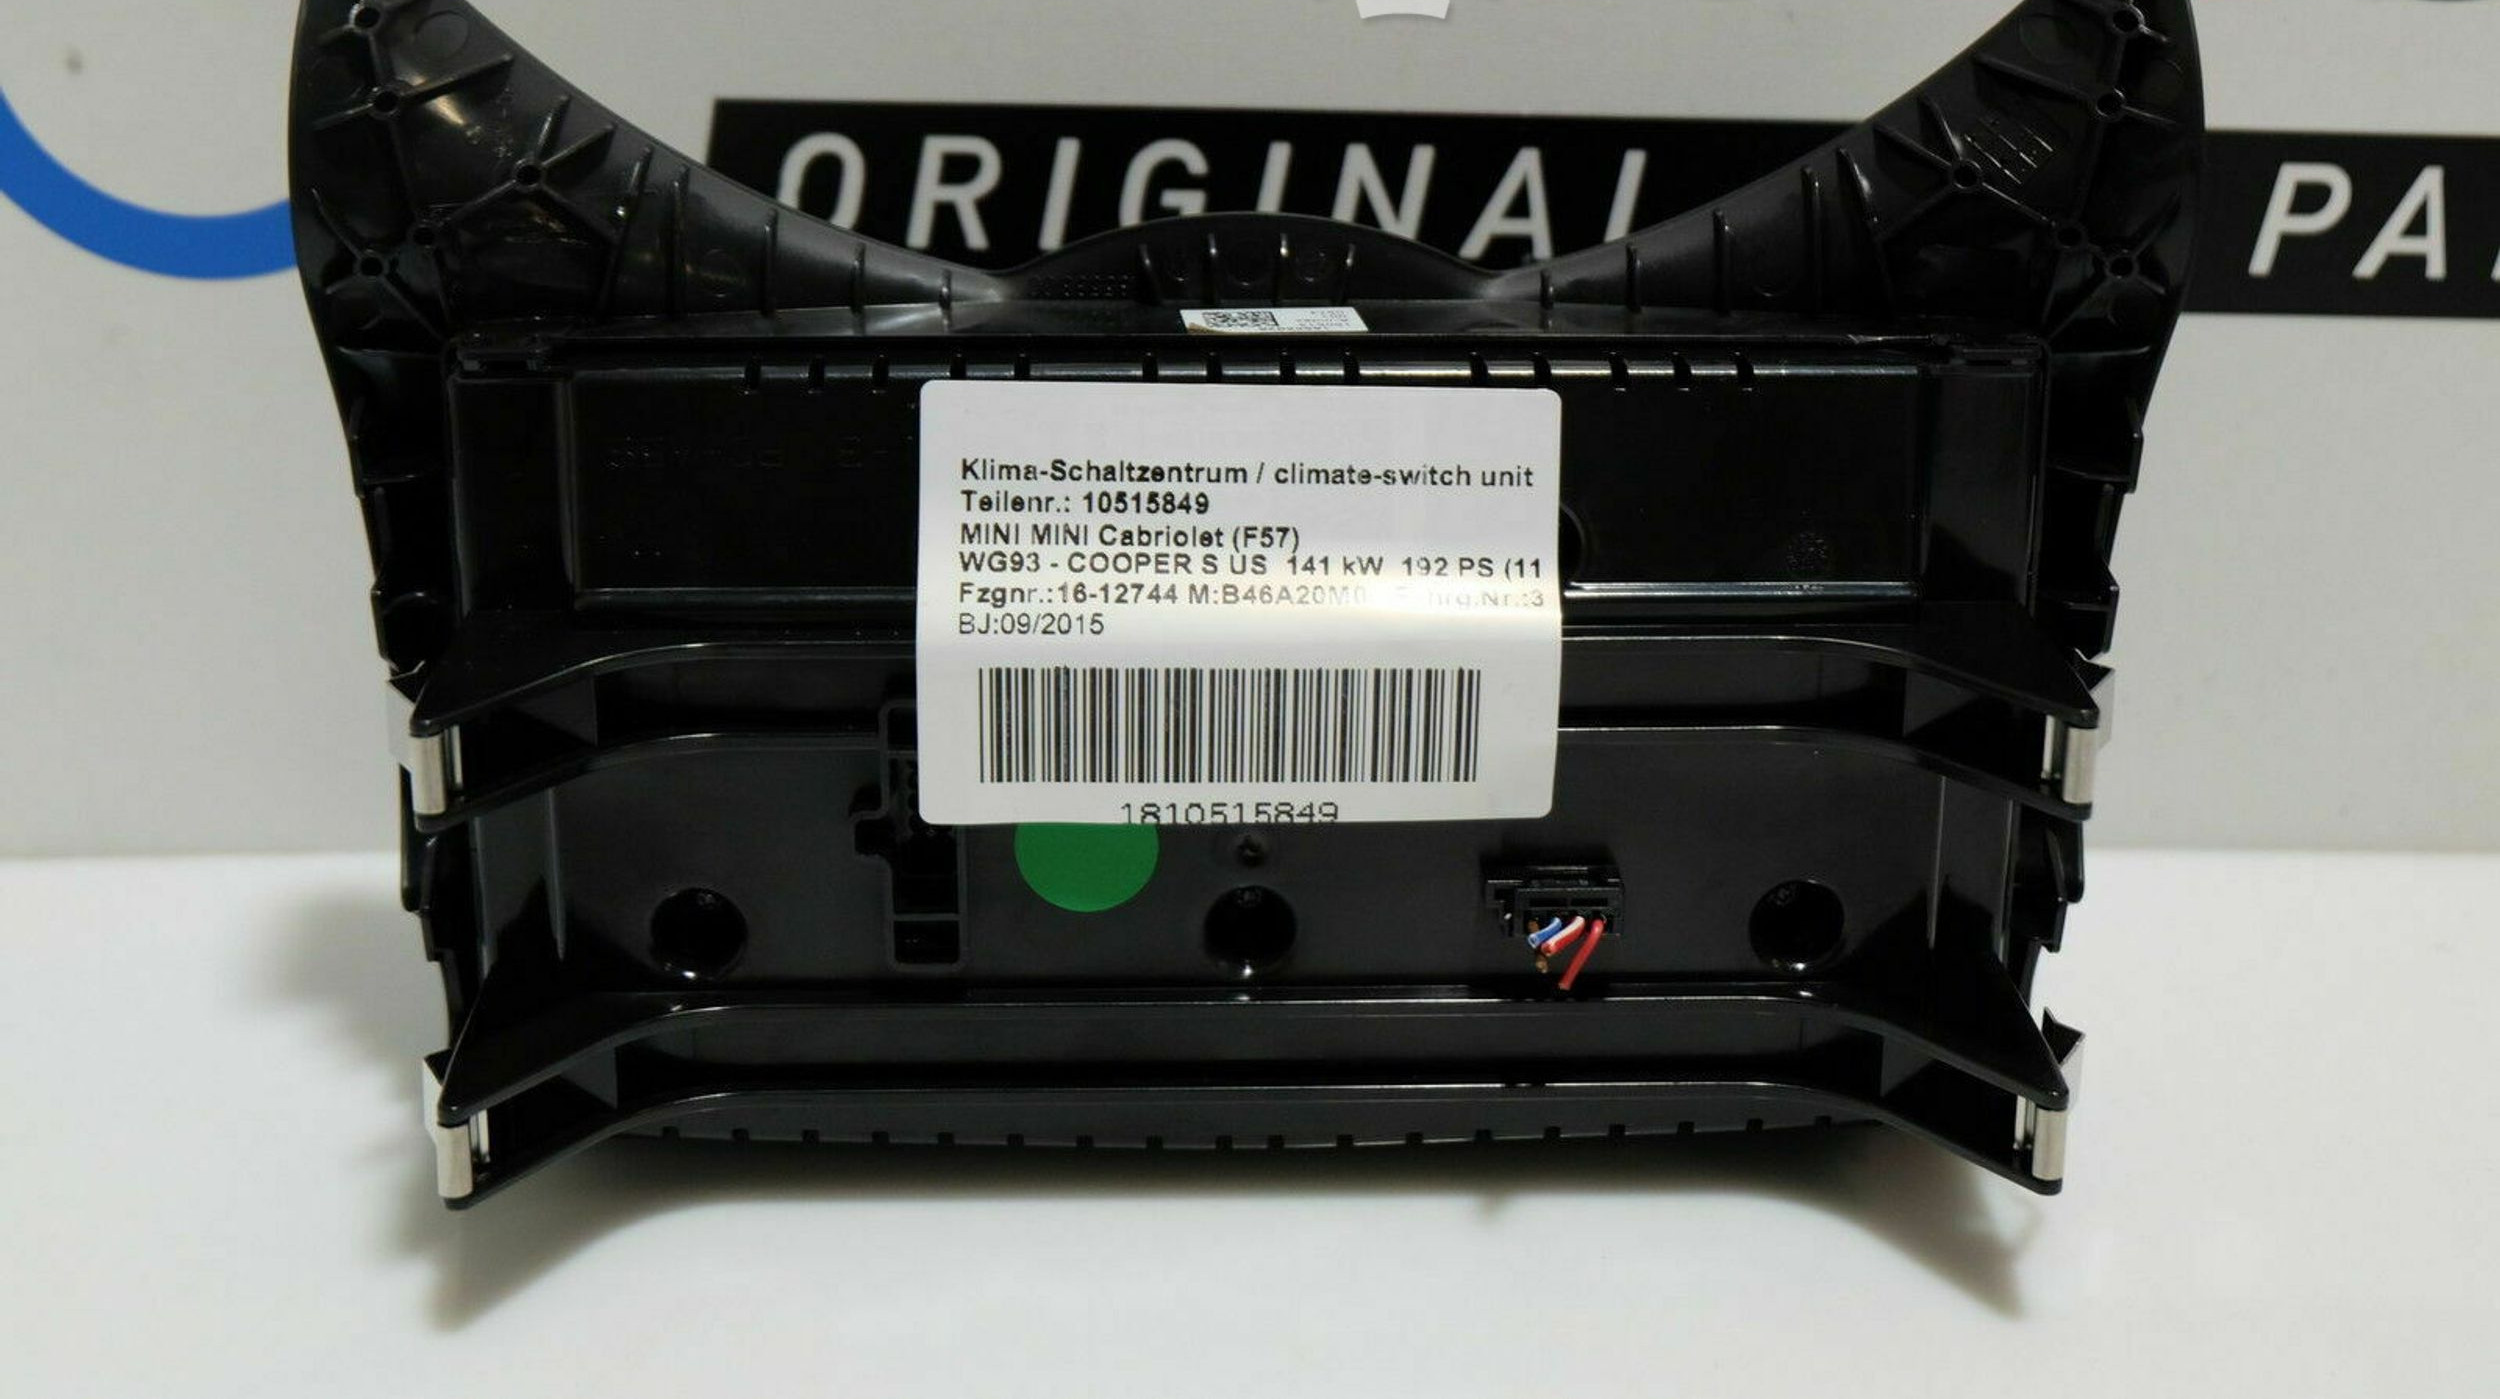 ORIGINAL PA
Klima-Schaltzentrum / climate-switch unit
Teilenr.: 10515849
MINI MINI Cabriolet (F57)
WG93 - COOPER S US 141 kW 192 PS (11
Fzgnr.:16-12744 M:B46A20M0
BJ:09/2015
1810515849